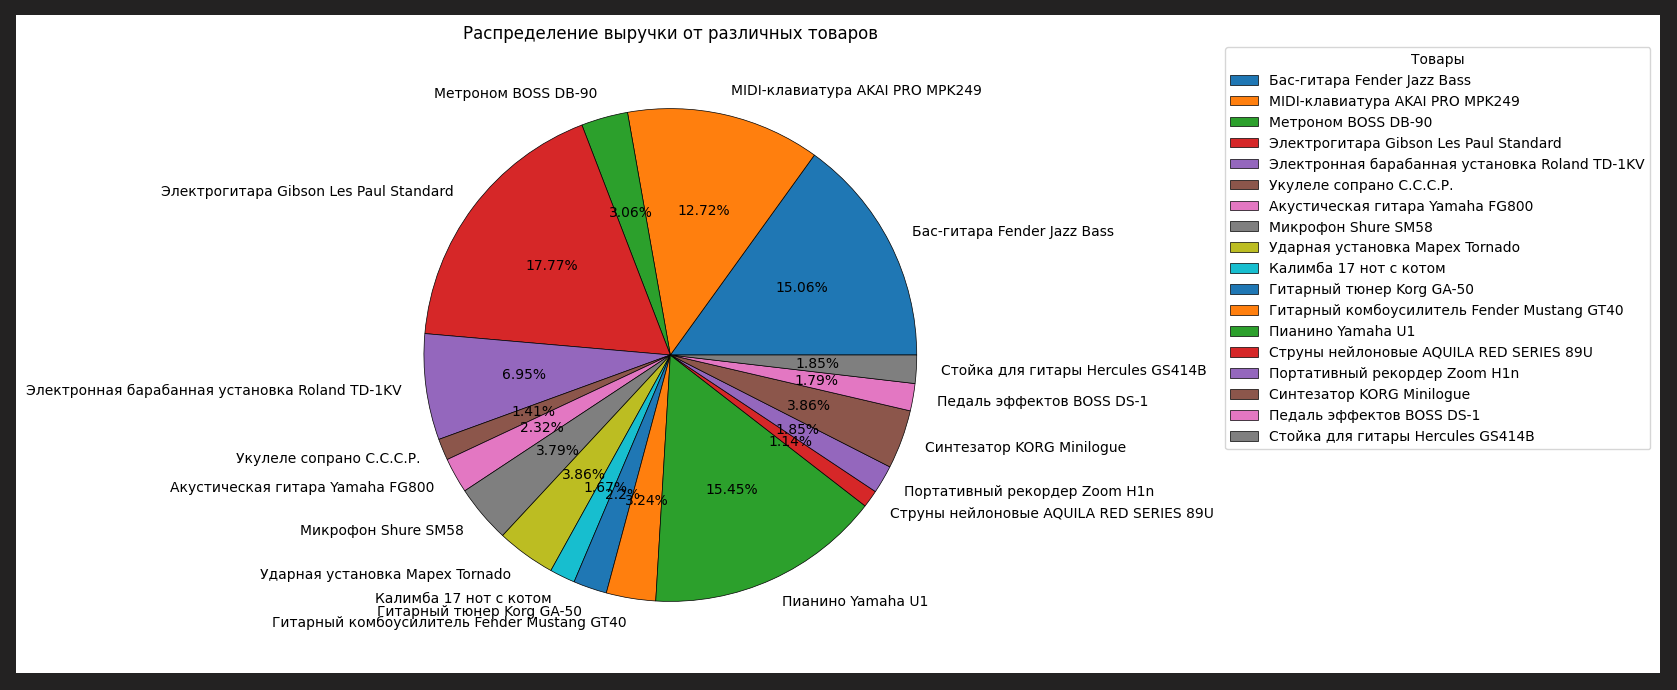 Распределение выручки от различных товаров
Метроном BOSS DB-90
MIDI-клавиатура AKAI PRO MPK249
Электрогитара Gibson Les Paul Standard
Бас-гитара Fender Jazz Bass
Электронная барабанная установка Roland TD-1KV
Укулеле сопрано С.С.С.Р.
Акустическая гитара Yamaha FG800
Микрофон Shure SM58
Ударная установка Mapex Tornado
Калимба 17 нот с котом
Гитарный тюнер Korg GA-50
Гитарный комбоусилитель Fender Mustang GT40
Пианино Yamaha U1
Струны нейлоновые AQUILA RED SERIES 89U
Портативный рекордер Zoom H1n
Синтезатор KORG Minilogue
Педаль эффектов BOSS DS-1
Стойка для гитары Hercules GS414B
15.06%
12.72%
3.06%
17.77%
6.95%
1.41%
2.32%
3.79%
3.86%
1.67%
2.2%
3.24%
15.45%
1.14%
1.85%
3.86%
1.79%
1.85%
Товары
Бас-гитара Fender Jazz Bass
MIDI-клавиатура AKAI PRO MPK249
Метроном BOSS DB-90
Электрогитара Gibson Les Paul Standard
Электронная барабанная установка Roland TD-1KV
Укулеле сопрано С.С.С.Р.
Акустическая гитара Yamaha FG800
Микрофон Shure SM58
Ударная установка Mapex Tornado
Калимба 17 нот с котом
Гитарный тюнер Korg GA-50
Гитарный комбоусилитель Fender Mustang GT40
Пианино Yamaha U1
Струны нейлоновые AQUILA RED SERIES 89U
Портативный рекордер Zoom H1n
Синтезатор KORG Minilogue
Педаль эффектов BOSS DS-1
Стойка для гитары Hercules GS414B